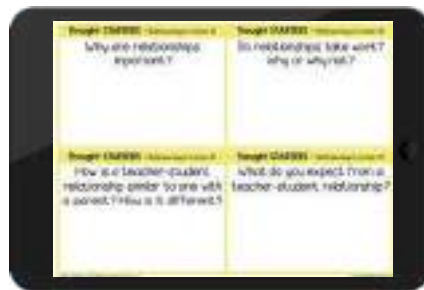 Thought STARTERS
Why are relationships
important?
Thought STARTERS
Do relationships take work?
Why or why not?
Thought STARTERS
How is a teacher-student
relationship similar to one with
a parent? How is it different?
Thought STARTERS
What do you expect from a
teacher-student relationship?